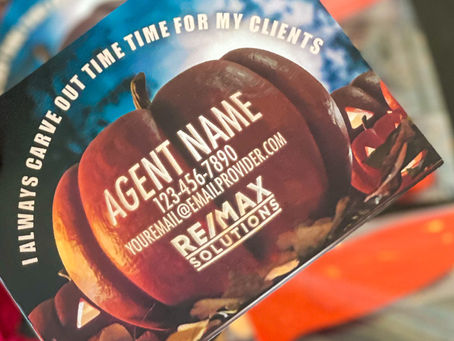 I ALWAYS CARVE OUT TIME TIME FOR MY CLIENTS
AGENT NAME
123-456-7890
YOUREMAIL@EMAILPROVIDER.COM
RE/MAX
SOLUTIONS